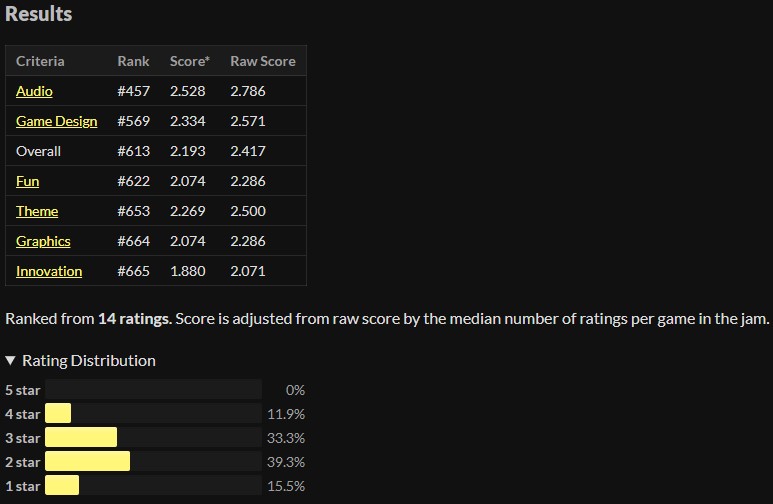 Results
Criteria Rank Score* Raw Score
Audio #457 2.528 2.786
Game Design #569 2.334 2.571
Overall #613 2.193 2.417
Fun #622 2.074 2.286
Theme #653 2.269 2.500
Graphics #664 2.074 2.286
Innovation #665 1.880 2.071
Ranked from 14 ratings. Score is adjusted from raw score by the median number of ratings per game in the jam.
▼ Rating Distribution
5 star 0%
4 star 11.9%
3 star 33.3%
2 star 39.3%
1 star 15.5%